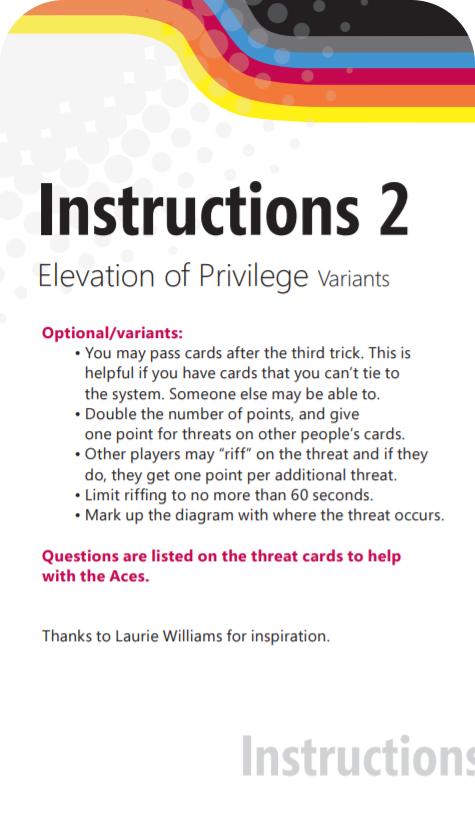 Instructions 2
Elevation of Privilege Variants
Optional/variants:
• You may pass cards after the third trick. This is
helpful if you have cards that you can’t tie to
the system. Someone else may be able to.
• Double the number of points, and give
one point for threats on other people’s cards.
• Other players may “riff” on the threat and if they
do, they get one point per additional threat.
• Limit riffing to no more than 60 seconds.
• Mark up the diagram with where the threat occurs.
Questions are listed on the threat cards to help
with the Aces.
Thanks to Laurie Williams for inspiration.
Instructions